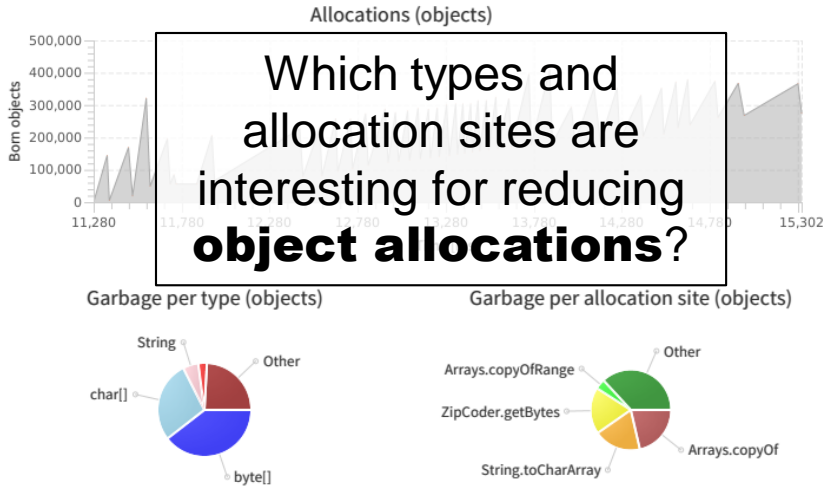 Allocations (objects)
500,000
400,000
300,000
200,000
100,000
0
Born objects
Which types and
allocation sites are
interesting for reducing
object allocations?
11,280 11,780 12,280 12,780 13,280 13,780 14,280 14,780 15,302
Garbage per type (objects)
String
Other
char[]
byte[]
Garbage per allocation site (objects)
Other
Arrays.copyOfRange
ZipCoder.getBytes
Arrays.copyOf
String.toCharArray